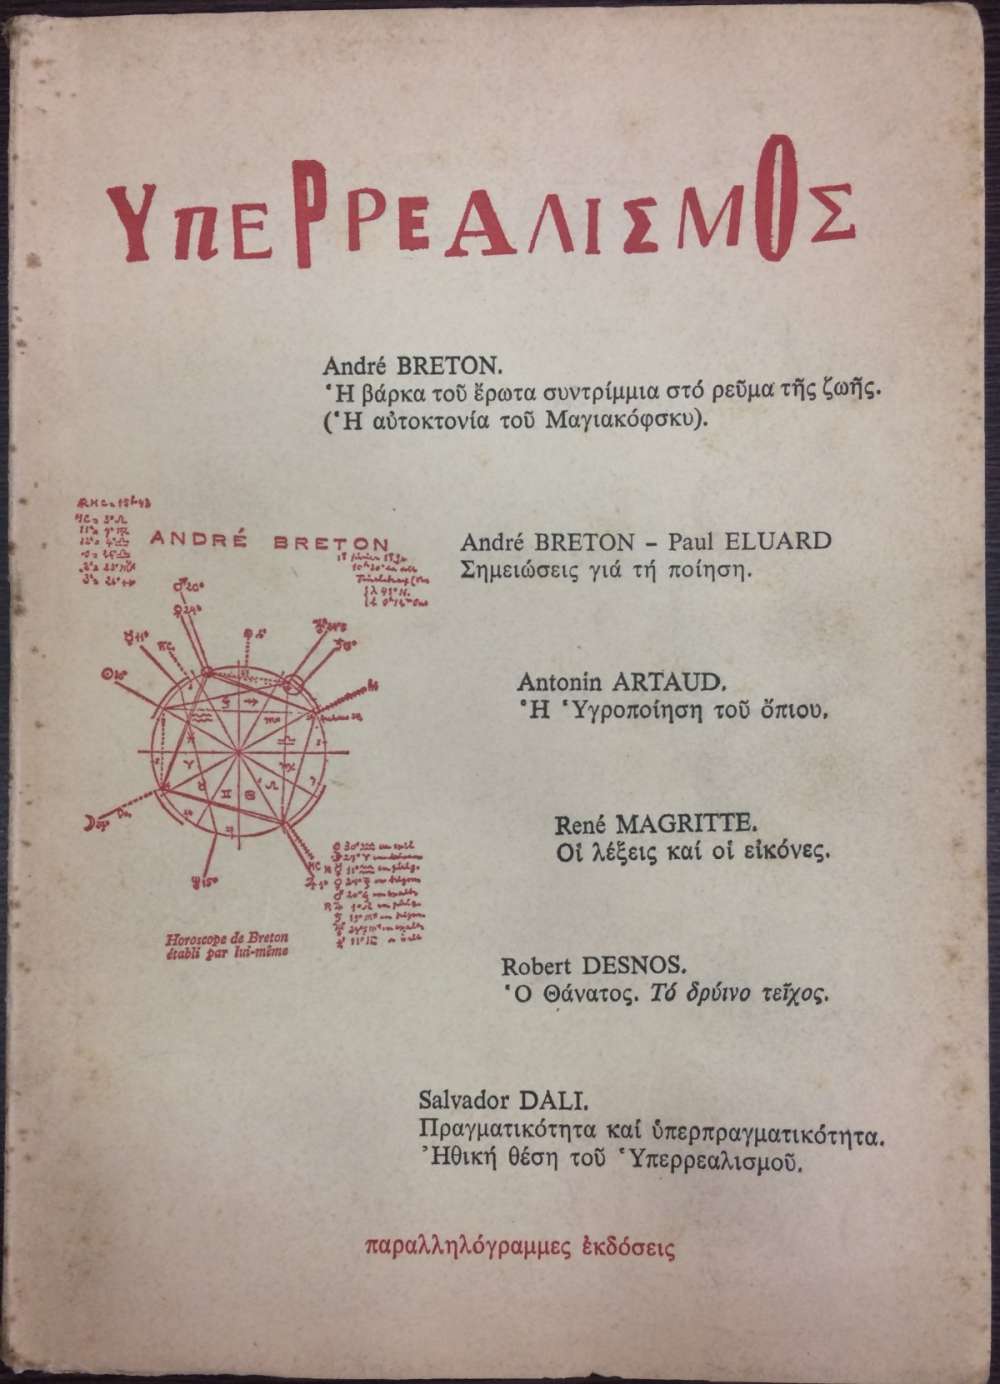 ΥΠΕΡΡΕΑΛΙΣΜΟΣ
André BRETON.
Ἡ βάρκα τοῦ ἔρωτα συντρίμμια στό ρεῦμα τῆς ζωῆς.
(Ἡ αὐτοκτονία τοῦ Μαγιακόφσκυ).
ANDRÉ BRETON
André BRETON – Paul ELUARD
Σημειώσεις γιά τή ποίηση.
Antonin ARTAUD.
Ἡ Ὑγροποίηση τοῦ ὄπιου.
René MAGRITTE.
Οἱ λέξεις καί οἱ εἰκόνες.
Horoscope de Breton
établi par lui-même
Robert DESNOS.
Ὁ Θάνατος. Τό δρύινο τεῖχος.
Salvador DALI.
Πραγματικότητα καί ὑπερπραγματικότητα.
Ἠθική θέση τοῦ Ὑπερρεαλισμοῦ.
παραλληλόγραμμες ἐκδόσεις